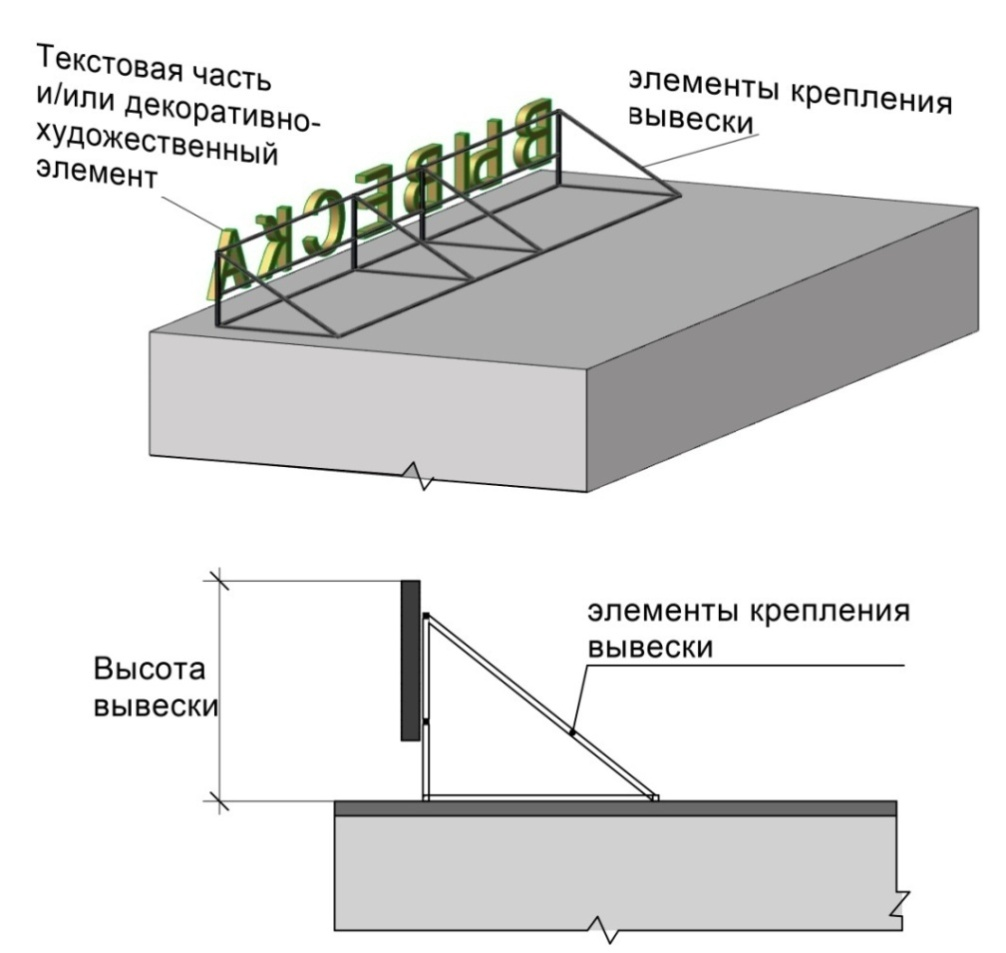 Текстовая часть
и/или декоративно-
художественный
элемент
элементы крепления
вывески
ВЫВЕСКА
элементы крепления
вывески
Высота
вывески